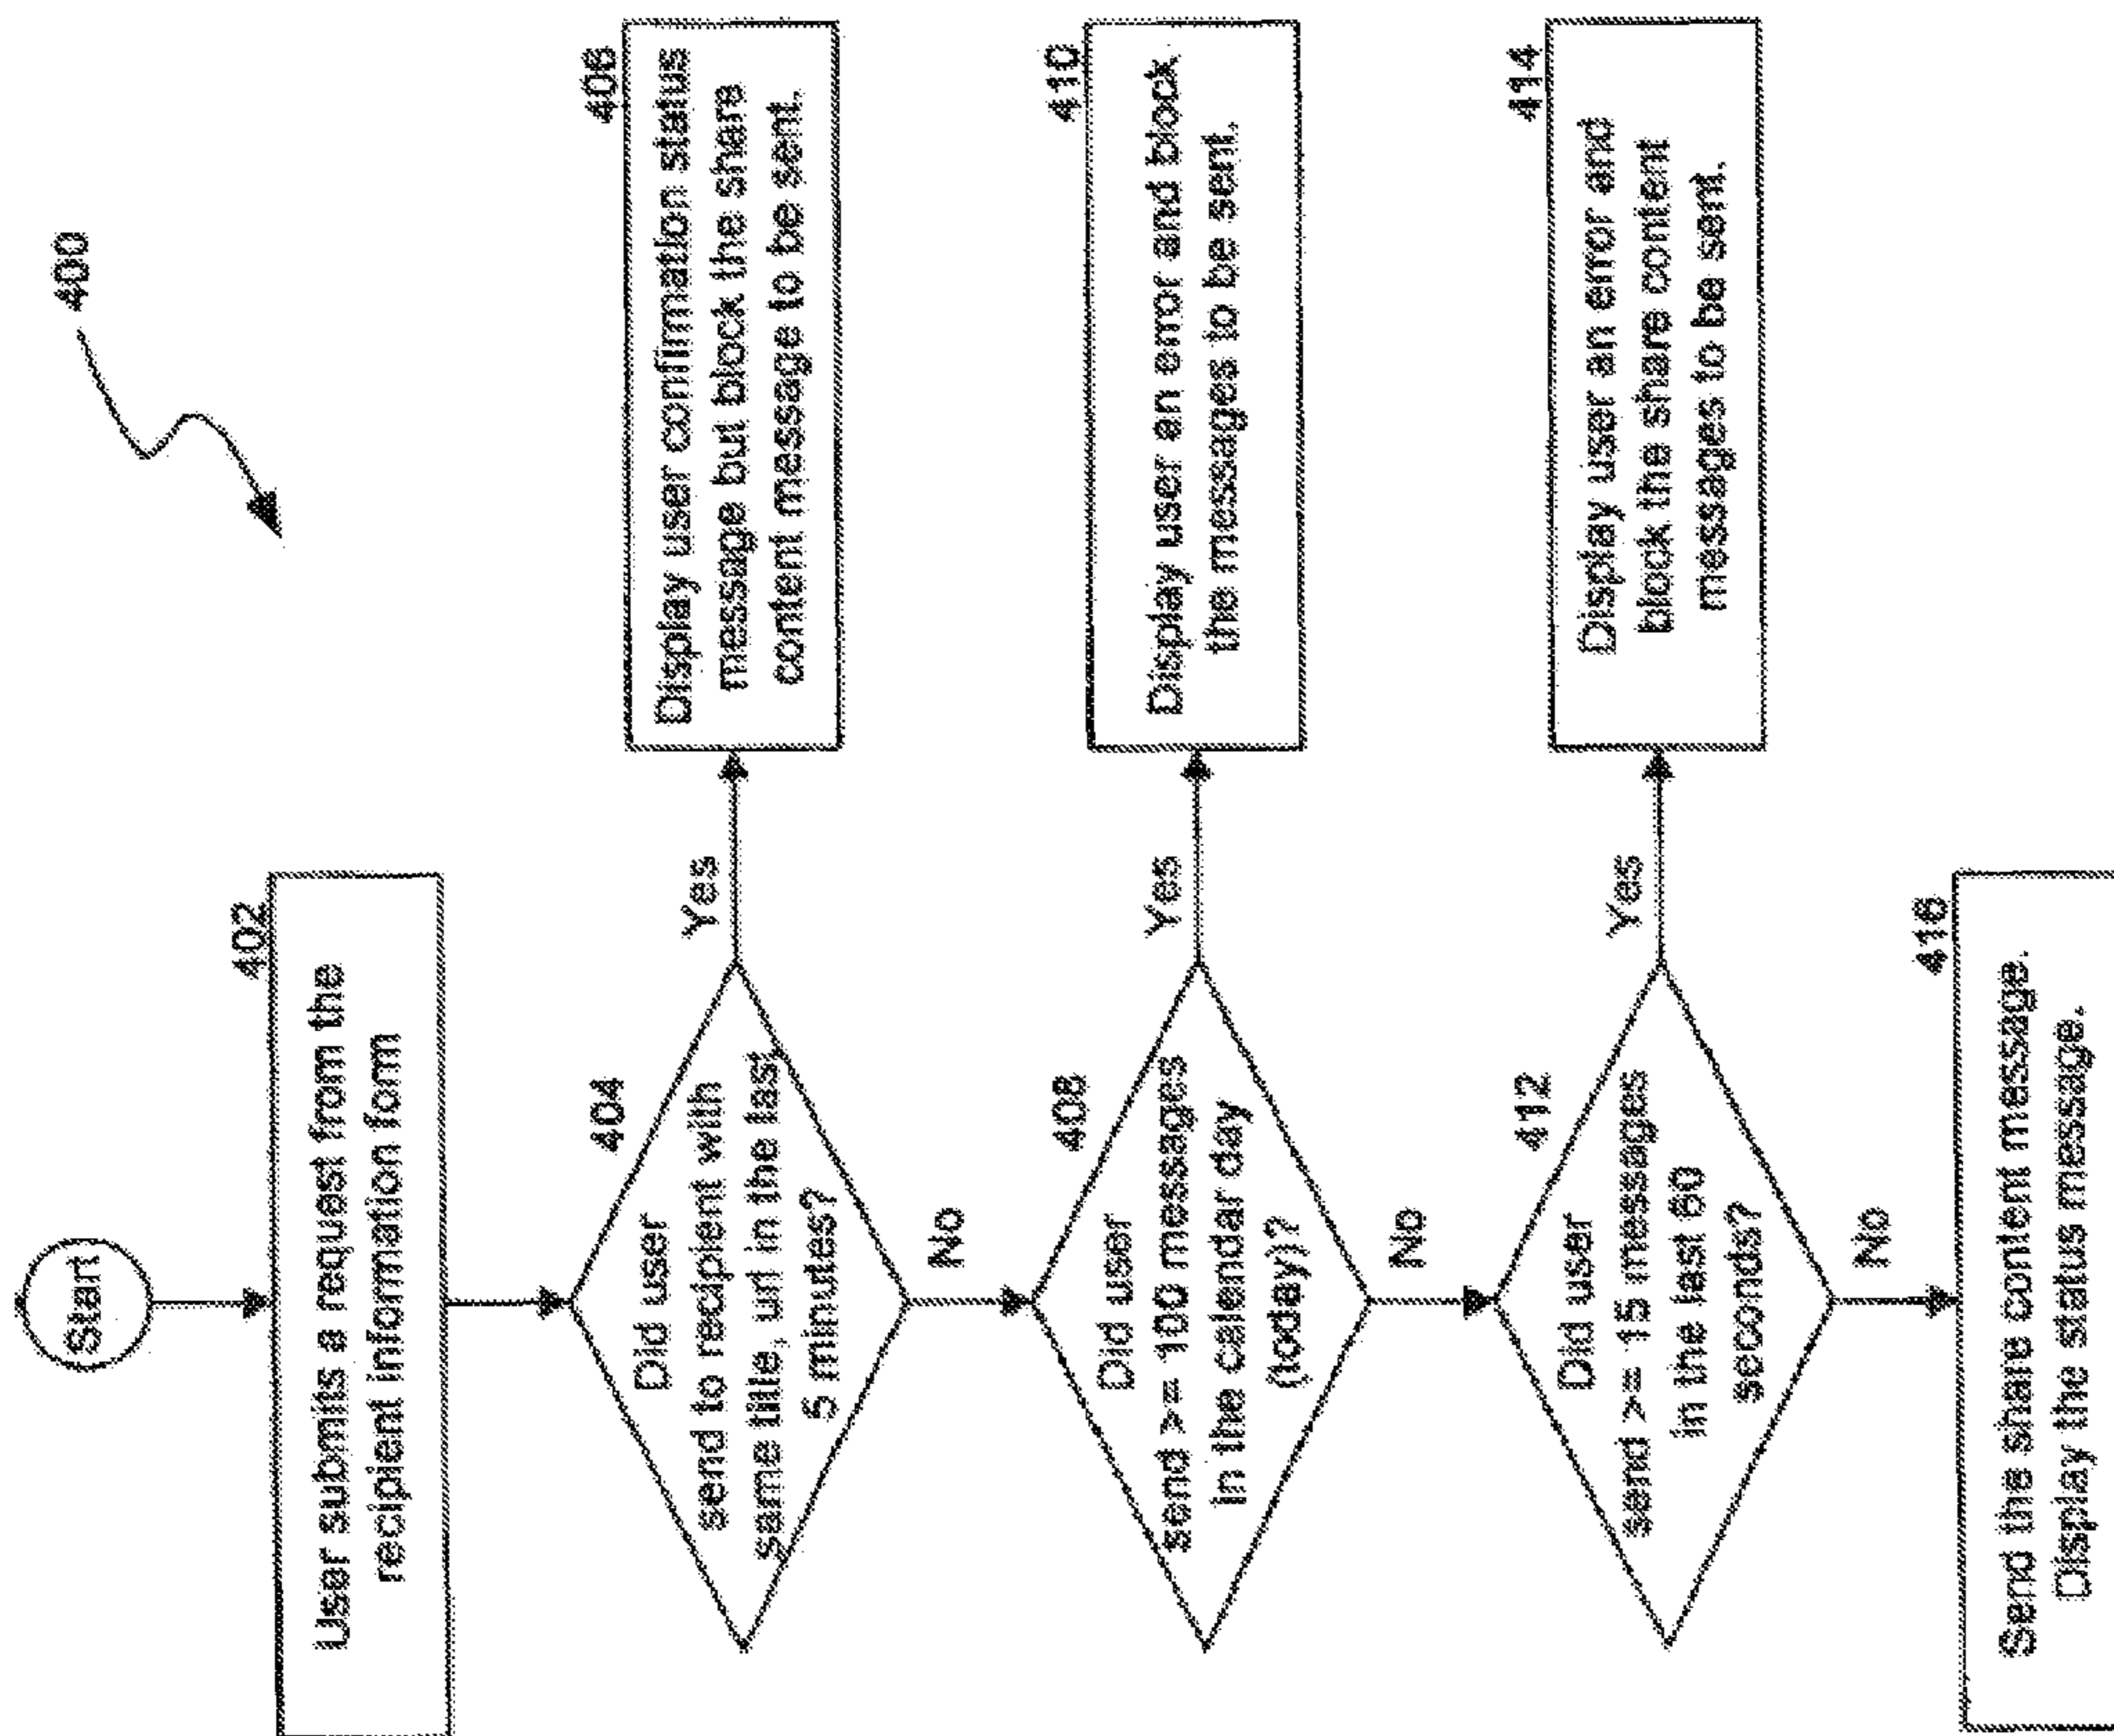 400
Start
402
User submits a request from the
recipient information form
404
Did user
send to recipient with
same title, url in the last
5 minutes?
Yes
406
Display user confirmation status
message but block the share
content message to be sent.
No
408
Did user
send >= 100 messages
in the calendar day
(today)?
Yes
410
Display user an error and block
the messages to be sent.
No
412
Did user
send >= 15 messages
in the last 60
seconds?
Yes
414
Display user an error and
block the share content
messages to be sent.
No
416
Send the share content message.
Display the status message.